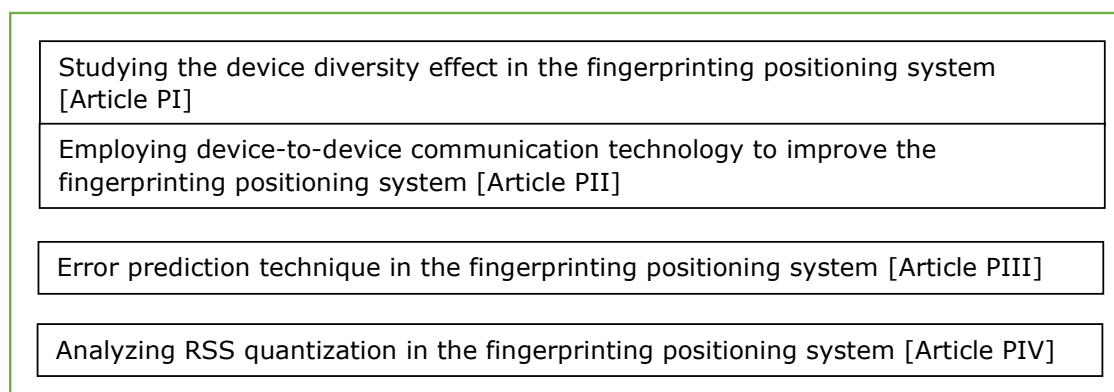 Studying the device diversity effect in the fingerprinting positioning system
[Article PI]
Employing device-to-device communication technology to improve the
fingerprinting positioning system [Article PII]
Error prediction technique in the fingerprinting positioning system [Article PIII]
Analyzing RSS quantization in the fingerprinting positioning system [Article PIV]